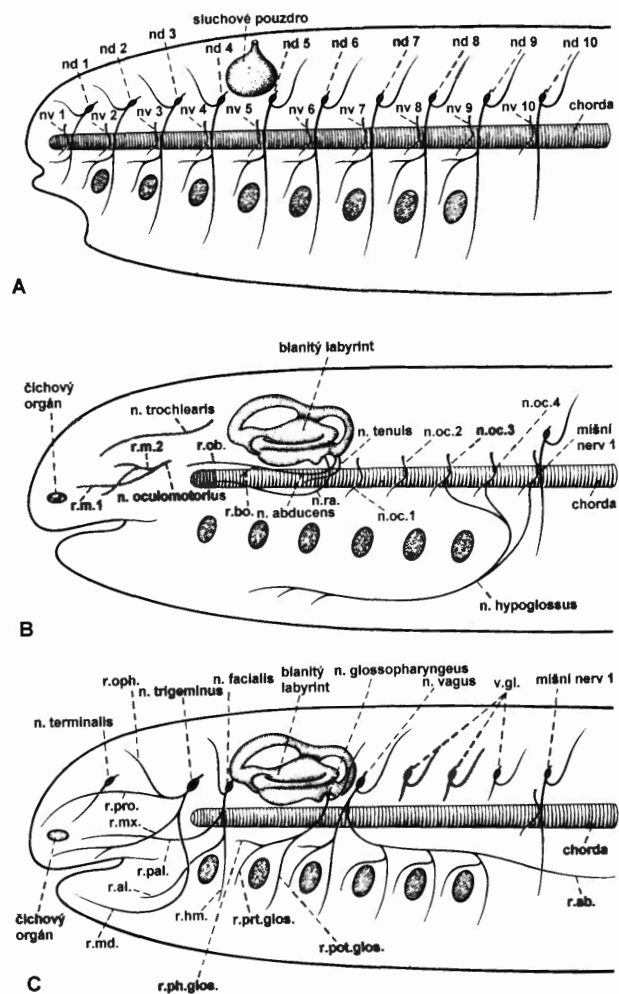 sluchové pouzdro
nd 1
nd 2
nd 3
nd 4
nd 5
nd 6
nd 7
nd 8
nd 9
nd 10
nv 1
nv 2
nv 3
nv 4
nv 5
nv 6
nv 7
nv 8
nv 9
nv 10
chorda
A
blanitý labyrint
čichový
orgán
n. trochlearis
r.m.2
r.ob.
n. tenuis
n.oc.2
n.oc.3
n.oc.4
míšní
nerv 1
r.m.1
n. oculomotorius
r.bo.
n. abducens
n.ra.
n.oc.1
chorda
n. hypoglossus
B
r.oph.
n. trigeminus
n. facialis
blanitý
labyrint
n. glossopharyngeus
n. vagus
v.gl.
míšní nerv 1
n. terminalis
r.pro.
r.mx.
r.pal.
r.al.
čichový
orgán
r.md.
r.hm.
r.prt.glos.
r.pot.glos.
r.ph.glos.
chorda
r.ab.
C